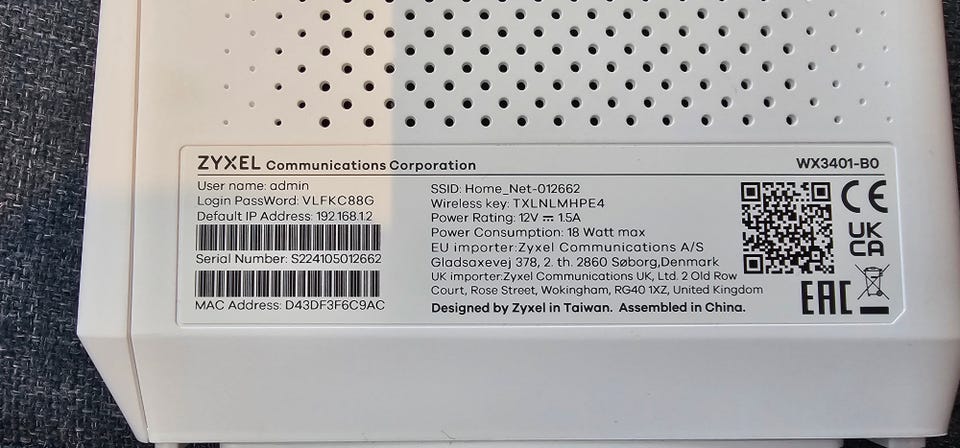 ZYXEL Communications Corporation
WX3401-B0
User name: admin
Login PassWord: VLFKC88G
Default IP Address: 192.168.1.2
Serial Number: S224105012662
MAC Address: D43DF3F6C9AC
SSID: Home_Net-012662
Wireless key: TXLNLMHPE4
Power Rating: 12V ⎓ 1.5A
Power Consumption: 18 Watt max
EU importer:Zyxel Communications A/S
Gladsaxevej 378, 2. th. 2860 Søborg,Denmark
UK importer:Zyxel Communications UK, Ltd. 2 Old Row
Court, Rose Street, Wokingham, RG40 1XZ, United Kingdom
Designed by Zyxel in Taiwan. Assembled in China.
CE
UK
CA
EAC